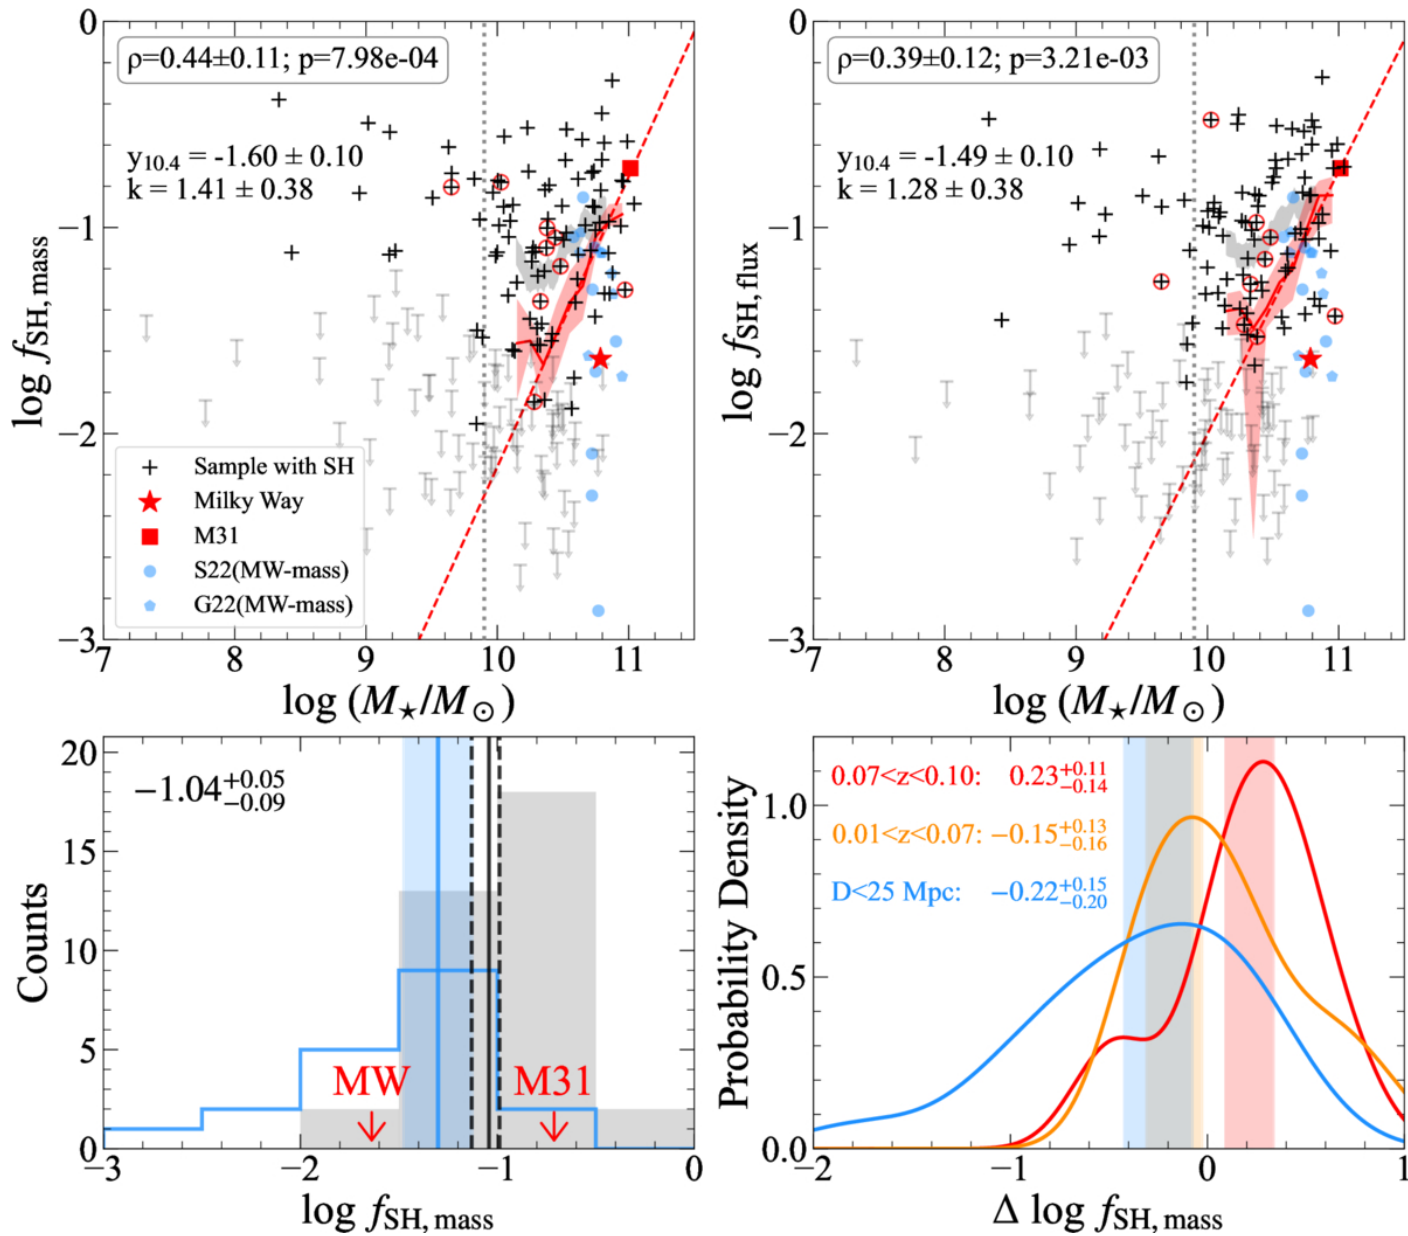 ρ=0.44±0.11; p=7.98e-04
y₁₀.₄ = -1.60 ± 0.10
k = 1.41 ± 0.38
0
−1
−2
−3
log f_SH, mass
Sample with SH
Milky Way
M31
S22(MW-mass)
G22(MW-mass)
7 8 9 10 11
log (M★/M⊙)
ρ=0.39±0.12; p=3.21e-03
y₁₀.₄ = -1.49 ± 0.10
k = 1.28 ± 0.38
0
−1
−2
−3
log f_SH, flux
7 8 9 10 11
log (M★/M⊙)
−1.04 +0.05 −0.09
20
15
10
5
0
Counts
MW M31
−3 −2 −1 0
log f_SH, mass
0.07<z<0.10: 0.23 +0.11 −0.14
0.01<z<0.07: −0.15 +0.13 −0.16
D<25 Mpc: −0.22 +0.15 −0.20
1.0
0.5
0.0
Probability Density
−2 −1 0 1
Δ log f_SH, mass